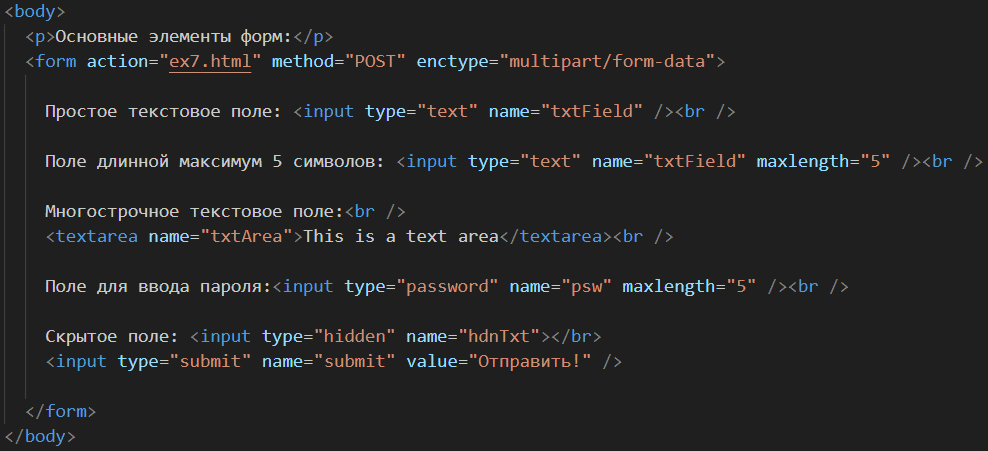 <body>
<p>Основные элементы форм:</p>
<form action="ex7.html" method="POST" enctype="multipart/form-data">
Простое текстовое поле: <input type="text" name="txtField" /><br />
Поле длинной максимум 5 символов: <input type="text" name="txtField" maxlength="5" /><br />
Многострочное текстовое поле:<br />
<textarea name="txtArea">This is a text area</textarea><br />
Поле для ввода пароля:<input type="password" name="psw" maxlength="5" /><br />
Скрытое поле: <input type="hidden" name="hdnTxt"></br>
<input type="submit" name="submit" value="Отправить!" />
</form>
</body>